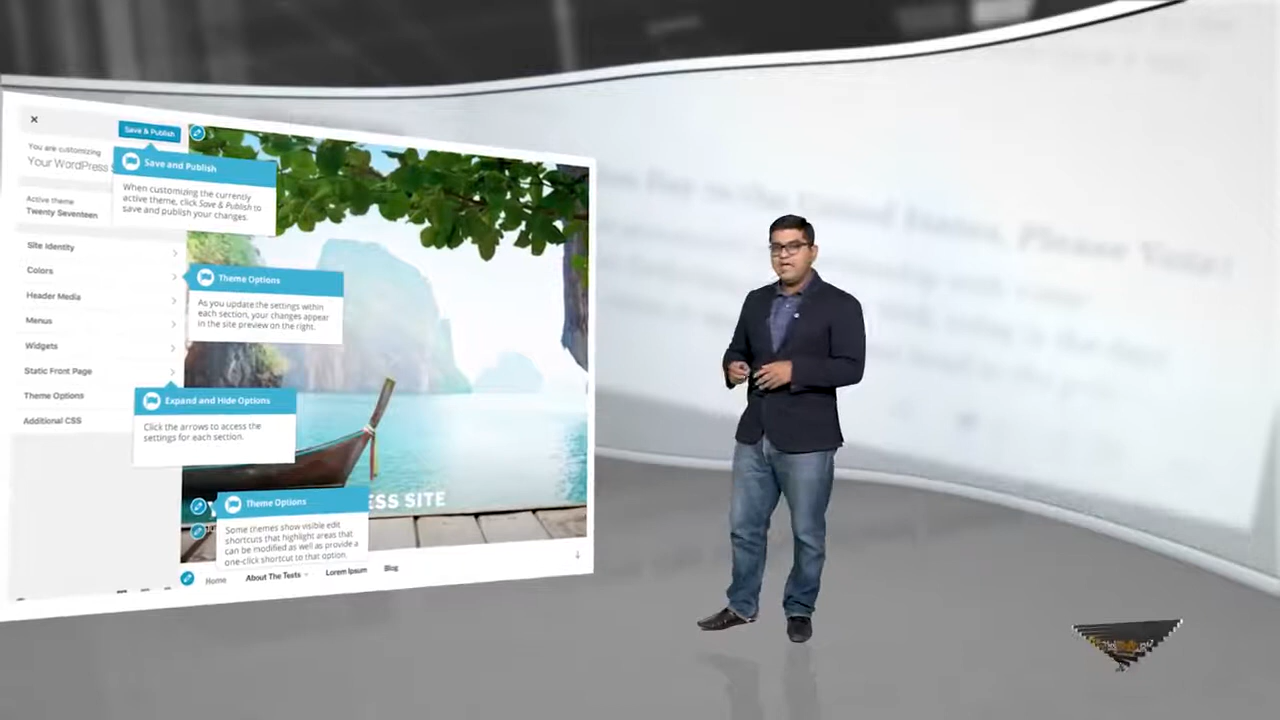 Save & Publish
You are customizing
Your WordPress
Save and Publish
When customizing the currently
active theme, click Save & Publish to
save and publish your changes.
Active theme
Twenty Seventeen
Site Identity
Colors
Header Media
Menus
Widgets
Static Front Page
Theme Options
Additional CSS
Theme Options
As you update the settings within
each section, your changes appear
in the site preview on the right.
Expand and Hide Options
Click the arrows to access the
settings for each section.
ESS SITE
Theme Options
Some themes show visible edit
shortcuts that highlight areas that
can be modified as well as provide a
one-click shortcut to that option.
Home About The Tests Lorem Ipsum Blog